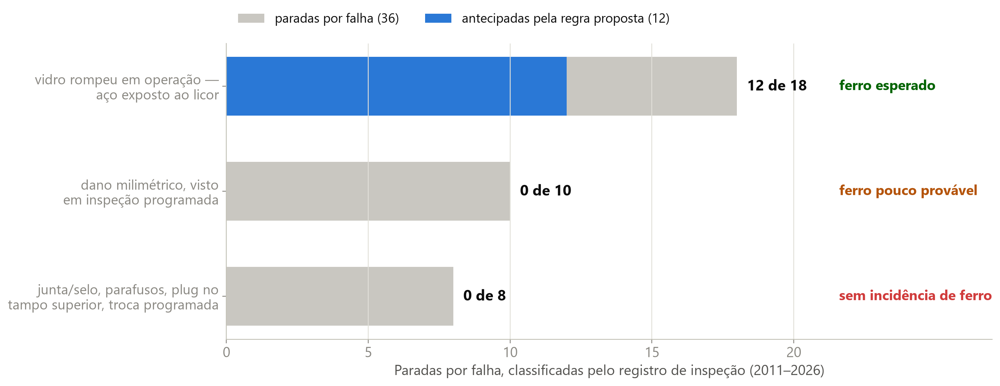 paradas por falha (36)
antecipadas pela regra proposta (12)
vidro rompeu em operação —
aço exposto ao licor
12 de 18
ferro esperado
dano milimétrico, visto
em inspeção programada
0 de 10
ferro pouco provável
junta/selo, parafusos, plug no
tampo superior, troca programada
0 de 8
sem incidência de ferro
0
5
10
15
20
Paradas por falha, classificadas pelo registro de inspeção (2011–2026)